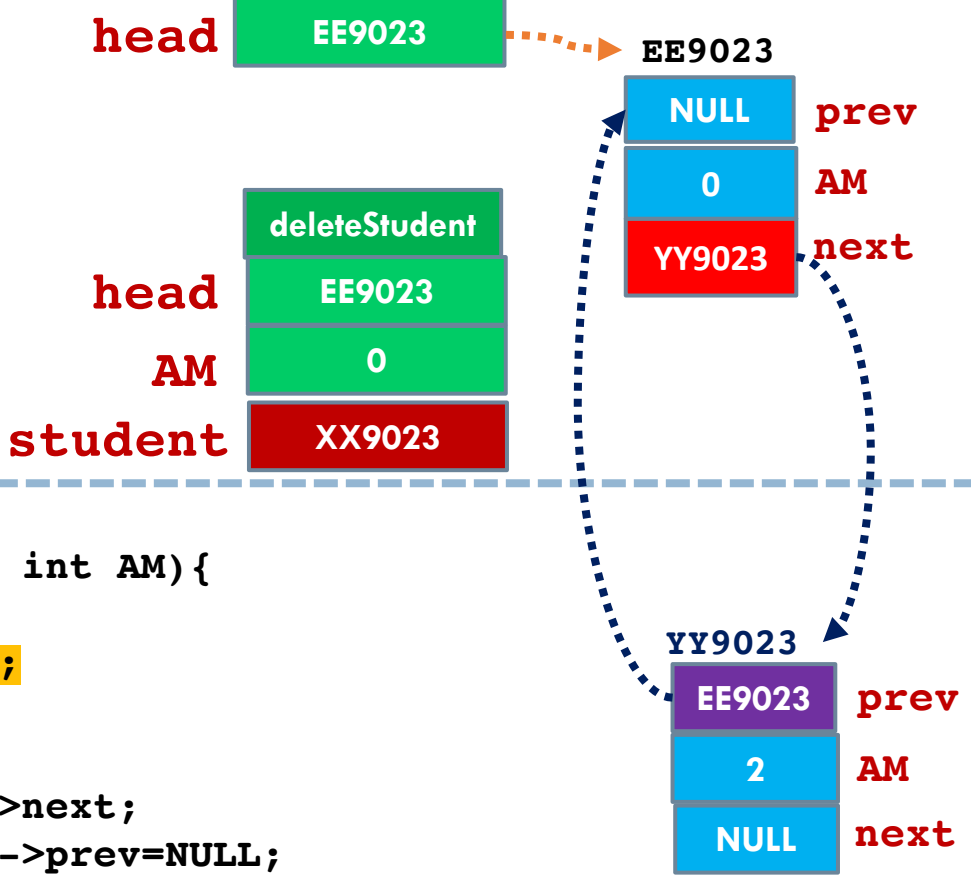 head EE9023
EE9023
NULL prev
0 AM
YY9023 next
deleteStudent
head EE9023
AM 0
student XX9023
int AM){
;
>next;
->prev=NULL;
YY9023
EE9023 prev
2 AM
NULL next